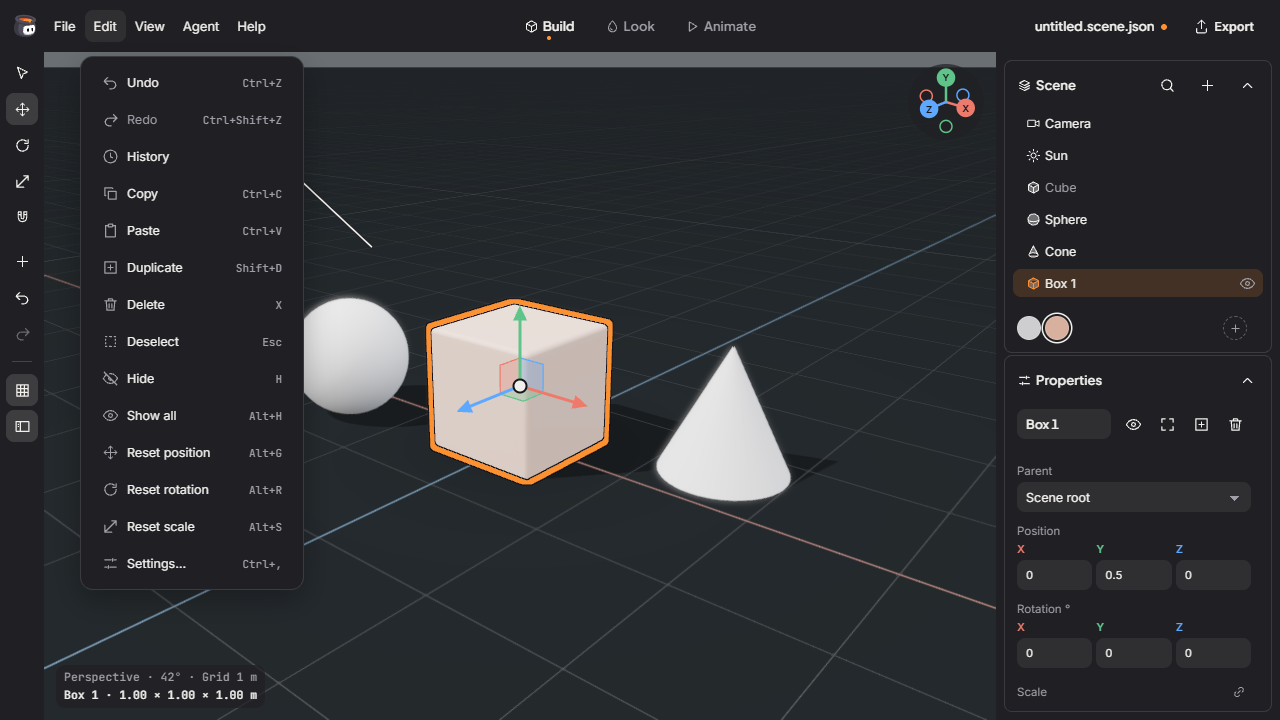 File Edit View Agent Help
Build Look Animate
untitled.scene.json Export
Undo Ctrl+Z
Redo Ctrl+Shift+Z
History
Copy Ctrl+C
Paste Ctrl+V
Duplicate Shift+D
Delete X
Deselect Esc
Hide H
Show all Alt+H
Reset position Alt+G
Reset rotation Alt+R
Reset scale Alt+S
Settings... Ctrl+,
Y
Z X
Perspective · 42° · Grid 1 m
Box 1 · 1.00 × 1.00 × 1.00 m
Scene
Camera
Sun
Cube
Sphere
Cone
Box 1
Properties
Box 1
Parent
Scene root
Position
X Y Z
0 0.5 0
Rotation °
X Y Z
0 0 0
Scale